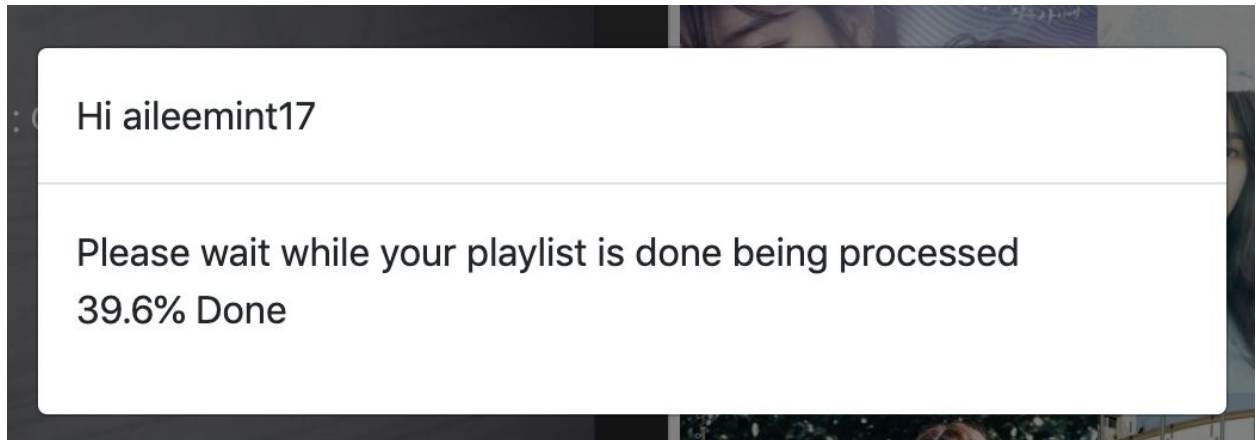 Hi aileemint17
Please wait while your playlist is done being processed
39.6% Done